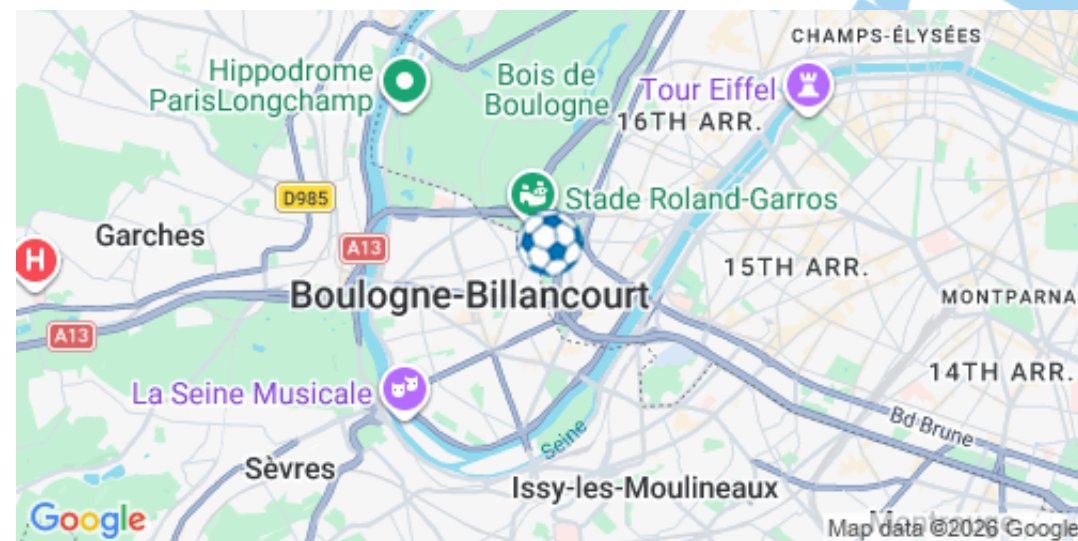 CHAMPS-ÉLYSÉES
Hippodrome
ParisLongchamp
Bois de
Boulogne
Tour Eiffel
16TH ARR.
D985
Stade Roland-Garros
Garches
A13
H
15TH ARR.
Boulogne-Billancourt
MONTPARNA
A13
14TH ARR.
La Seine Musicale
Bd Brune
Seine
Sèvres
Issy-les-Moulineaux
Google
Map data ©2026 Google